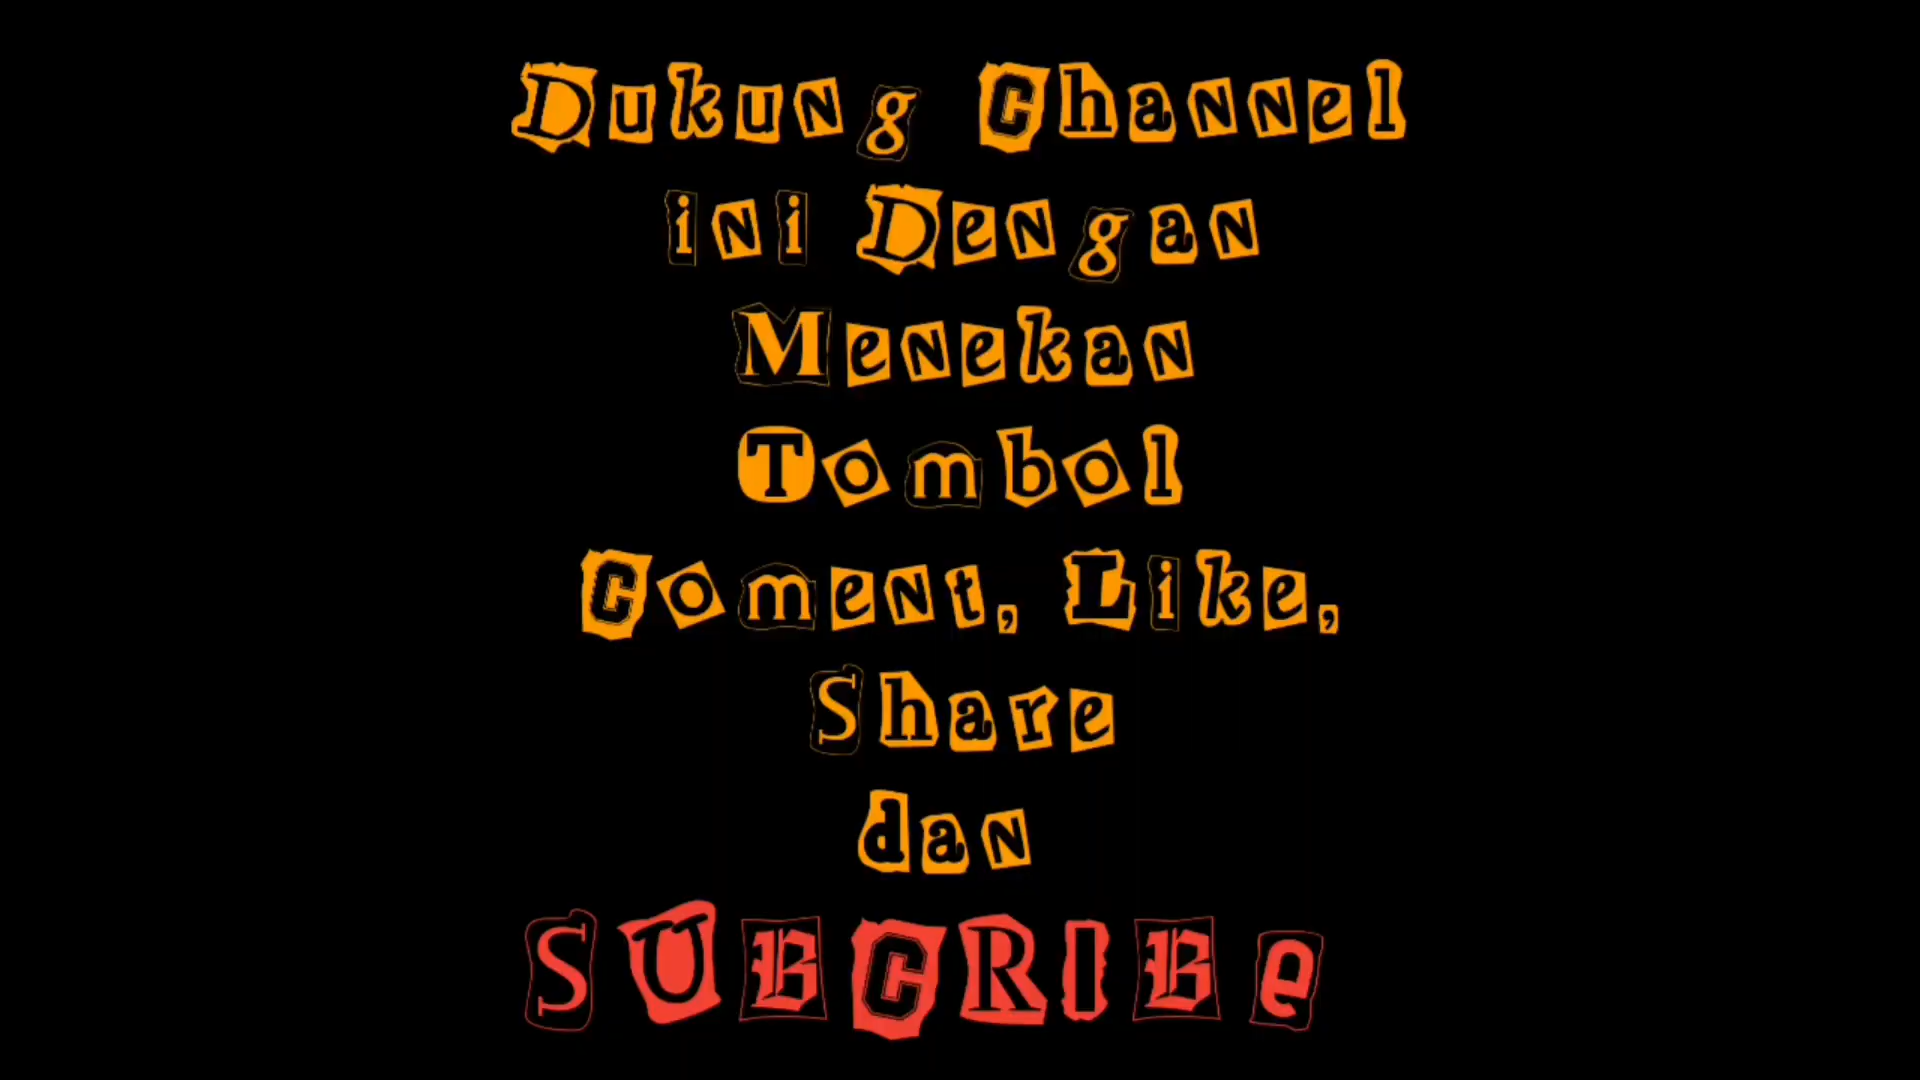 Dukung Channel
ini Dengan
Menekan
Tombol
Coment, Like,
Share
dan
SUBCRIBe